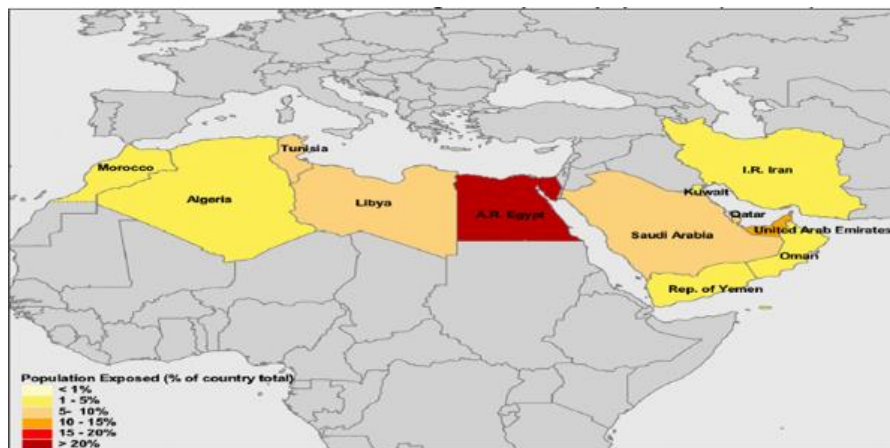 Tunisia
Morocco
I.R. Iran
Algeria
Kuwait
Libya
Qatar
A.R. Egypt
United Arab Emirates
Saudi Arabia
Oman
Rep. of Yemen
Population Exposed (% of country total)
< 1%
1 - 5%
5- 10%
10 - 15%
15 - 20%
> 20%